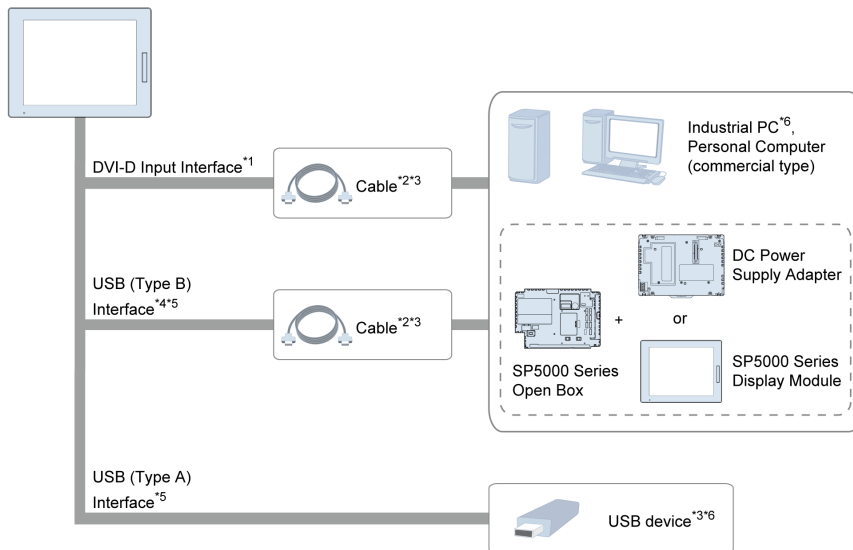 DVI-D Input Interface*1
Cable*2*3
Industrial PC*6,
Personal Computer
(commercial type)
USB (Type B)
Interface*4*5
Cable*2*3
DC Power
Supply Adapter
+
or
SP5000 Series
Open Box
SP5000 Series
Display Module
USB (Type A)
Interface*5
USB device*3*6